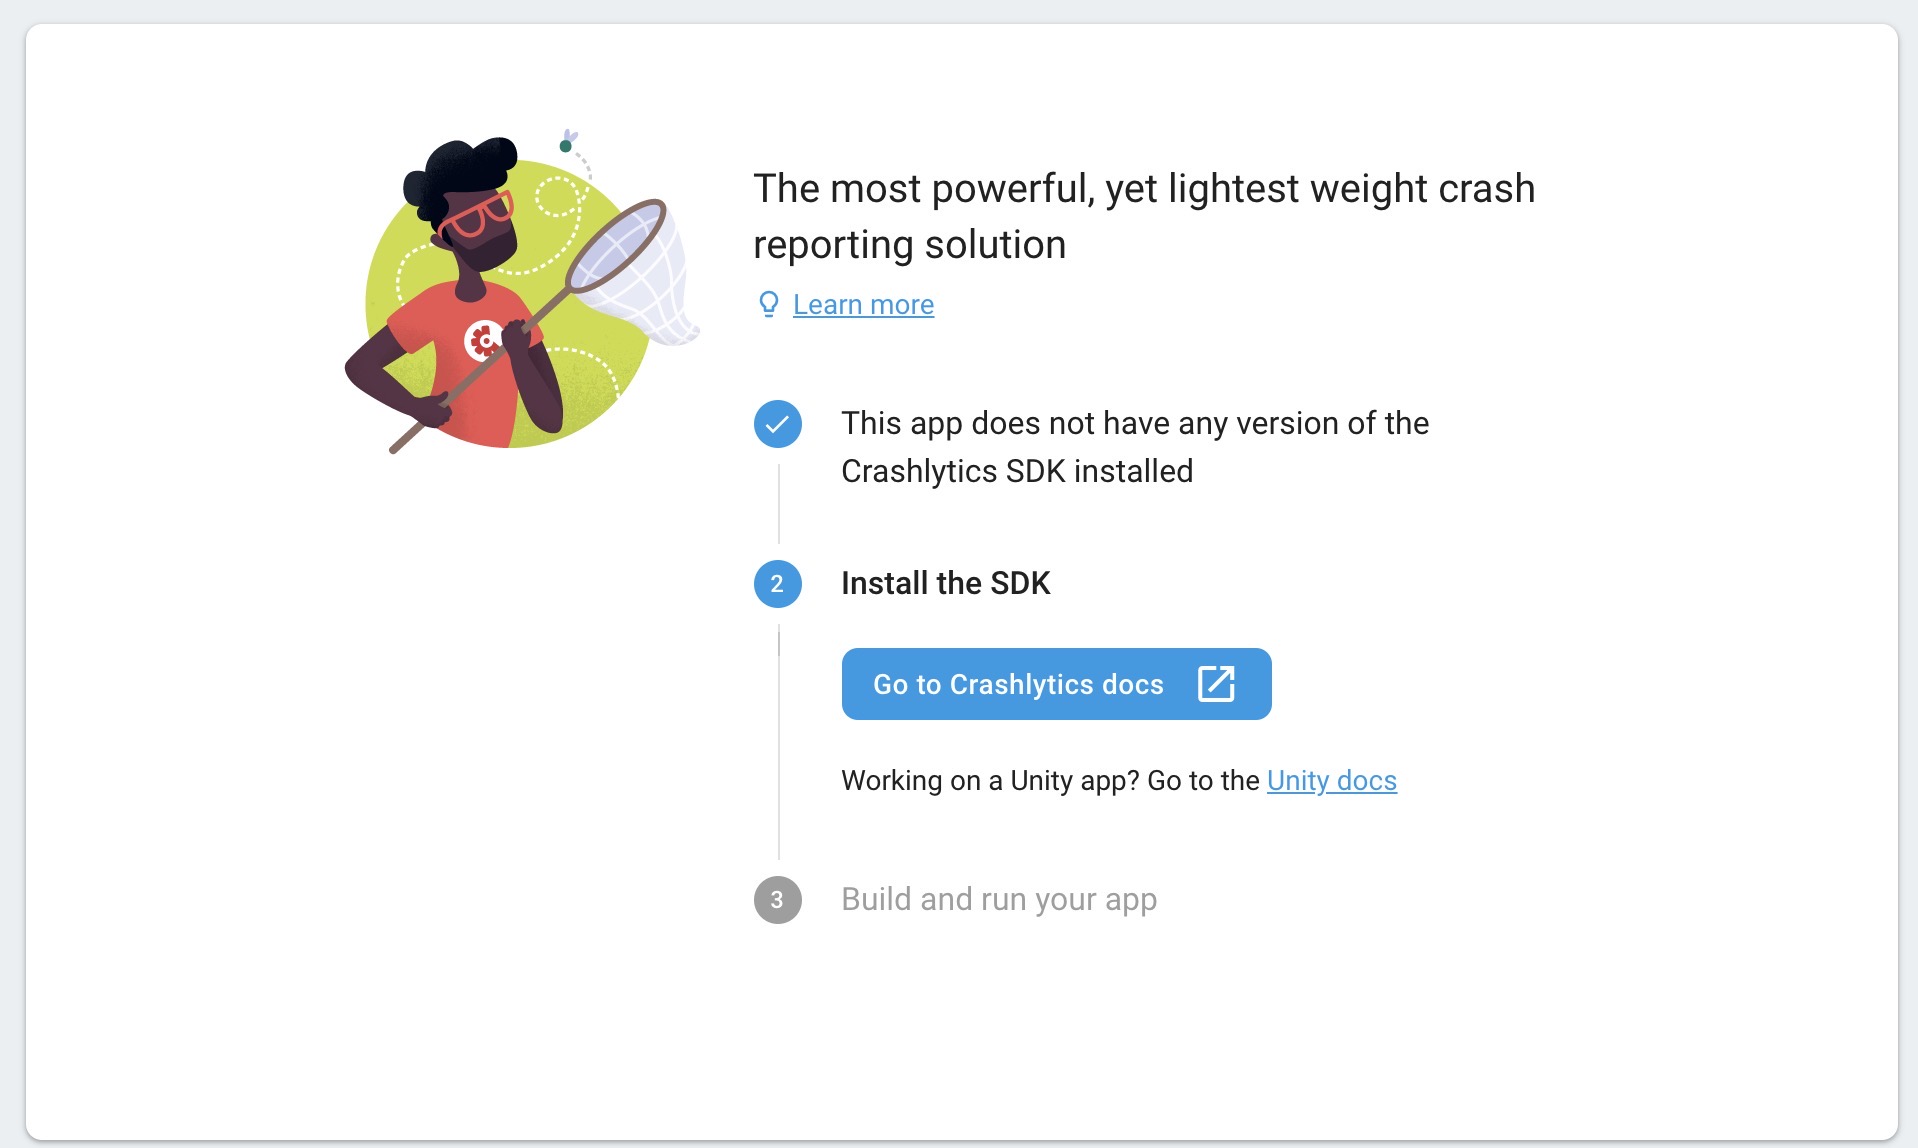 The most powerful, yet lightest weight crash
reporting solution
Learn more
This app does not have any version of the
Crashlytics SDK installed
2 Install the SDK
Go to Crashlytics docs
Working on a Unity app? Go to the Unity docs
3 Build and run your app